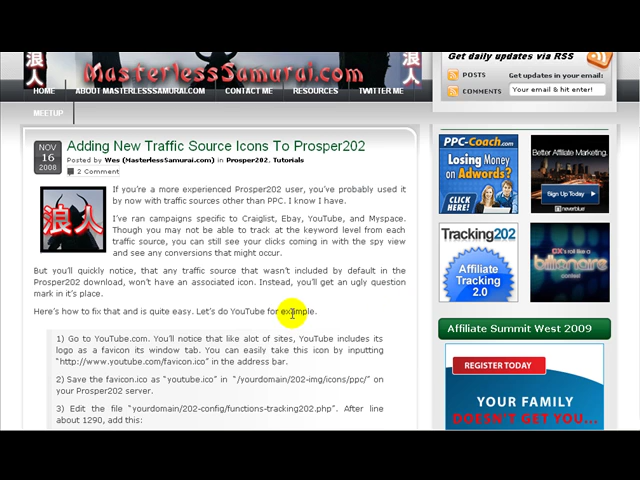 浪人
MasterlessSamurai.com
浪人
HOME
ABOUT MASTERLESSSAMURAI.COM
CONTACT ME
RESOURCES
TWITTER ME
MEETUP
Get daily updates via RSS
POSTS
COMMENTS
Get updates in your email:
Your email & hit enter!
NOV
16
2008
Adding New Traffic Source Icons To Prosper202
Posted by Wes (MasterlessSamurai.com) in Prosper202, Tutorials
2 Comment
浪人
If you're a more experienced Prosper202 user, you've probably used it
by now with traffic sources other than PPC. I know I have.
I've ran campaigns specific to Craiglist, Ebay, YouTube, and Myspace.
Though you may not be able to track at the keyword level from each
traffic source, you can still see your clicks coming in with the spy view
and see any conversions that might occur.
But you'll quickly notice, that any traffic source that wasn't included by default in the
Prosper202 download, won't have an associated icon. Instead, you'll get an ugly question
mark in it's place.
Here's how to fix that and is quite easy. Let's do YouTube for example.
1) Go to YouTube.com. You'll notice that like alot of sites, YouTube includes its
logo as a favicon its window tab. You can easily take this icon by inputting
"http://www.youtube.com/favicon.ico" in the address bar.
2) Save the favicon.ico as "youtube.ico" in "/yourdomain/202-img/icons/ppc/" on
your Prosper202 server.
3) Edit the file "yourdomain/202-config/functions-tracking202.php". After line
about 1290, add this:
PPC-Coach.com
Losing Money
on Adwords?
CLICK
HERE!
Better Affiliate Marketing.
Sign Up Today
neverblue
Tracking202
Affiliate
Tracking
2.0
billionaire
Affiliate Summit West 2009
REGISTER TODAY
YOUR FAMILY
DOESN'T GET YOU...